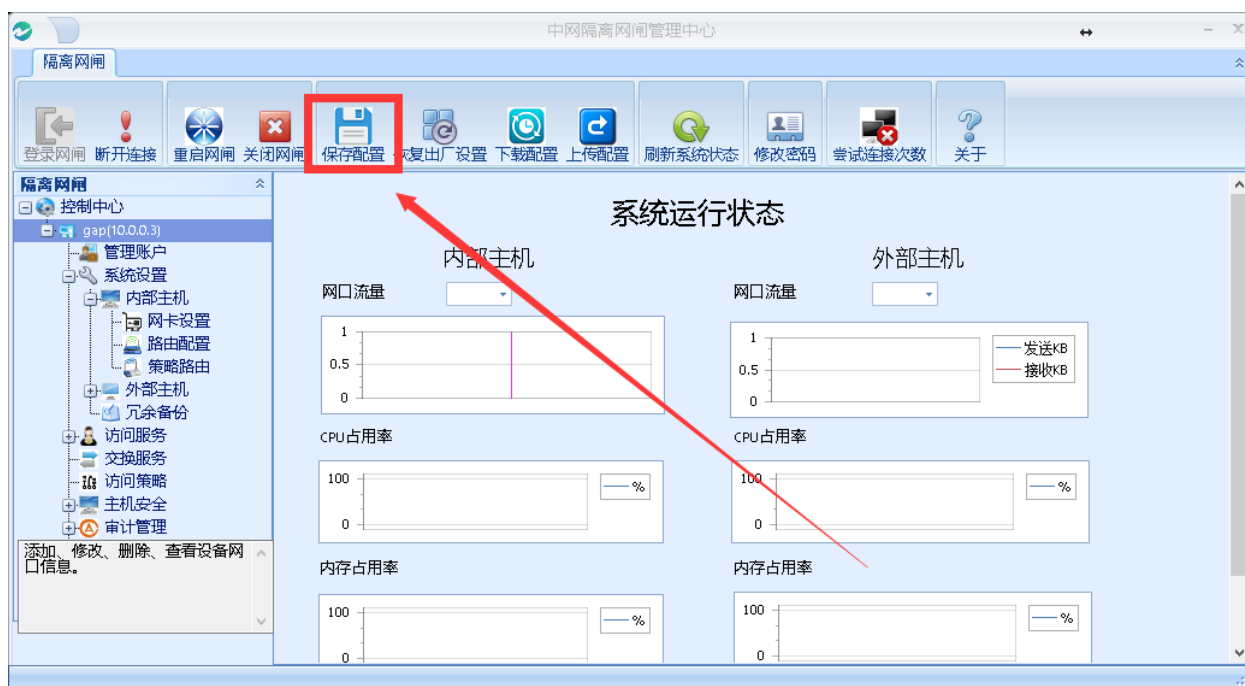 中网隔离网闸管理中心
隔离网闸
登录网闸 断开连接 重启网闸 关闭网闸 保存配置 恢复出厂设置 下载配置 上传配置 刷新系统状态 修改密码 尝试连接次数 关于
隔离网闸
控制中心
gap(10.0.0.3)
管理账户
系统设置
内部主机
网卡设置
路由配置
策略路由
外部主机
冗余备份
访问服务
交换服务
访问策略
主机安全
审计管理
添加、修改、删除、查看设备网
口信息。
系统运行状态
内部主机
网口流量
1
0.5
0
CPU占用率
100
0
%
内存占用率
100
0
%
外部主机
网口流量
1
0.5
0
发送KB
接收KB
CPU占用率
100
0
%
内存占用率
100
0
%